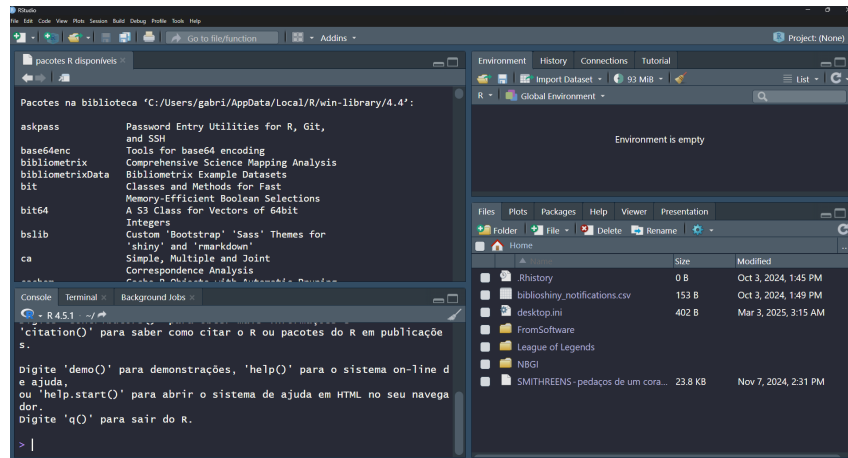 RStudio
File Edit Code View Plots Session Build Debug Profile Tools Help
Go to file/function Addins Project: (None)
pacotes R disponíveis
Pacotes na biblioteca ‘C:/Users/gabri/AppData/Local/R/win-library/4.4’:
askpass Password Entry Utilities for R, Git,
and SSH
base64enc Tools for base64 encoding
bibliometrix Comprehensive Science Mapping Analysis
bibliometrixData Bibliometrix Example Datasets
bit Classes and Methods for Fast
Memory-Efficient Boolean Selections
bit64 A S3 Class for Vectors of 64bit
Integers
bslib Custom 'Bootstrap' 'Sass' Themes for
'shiny' and 'rmarkdown'
ca Simple, Multiple and Joint
Correspondence Analysis
Console Terminal Background Jobs
R 4.5.1 · ~/
'citation()' para saber como citar o R ou pacotes do R em publicaçõe
s.
Digite 'demo()' para demonstrações, 'help()' para o sistema on-line d
e ajuda,
ou 'help.start()' para abrir o sistema de ajuda em HTML no seu navega
dor.
Digite 'q()' para sair do R.
>
Environment History Connections Tutorial
Import Dataset 93 MiB List
R Global Environment
Environment is empty
Files Plots Packages Help Viewer Presentation
Folder File Delete Rename
Home
Name Size Modified
.Rhistory 0 B Oct 3, 2024, 1:45 PM
biblioshiny_notifications.csv 153 B Oct 3, 2024, 1:49 PM
desktop.ini 402 B Mar 3, 2025, 3:15 AM
FromSoftware
League of Legends
NBGI
SMITHREENS - pedaços de um cora... 23.8 KB Nov 7, 2024, 2:31 PM